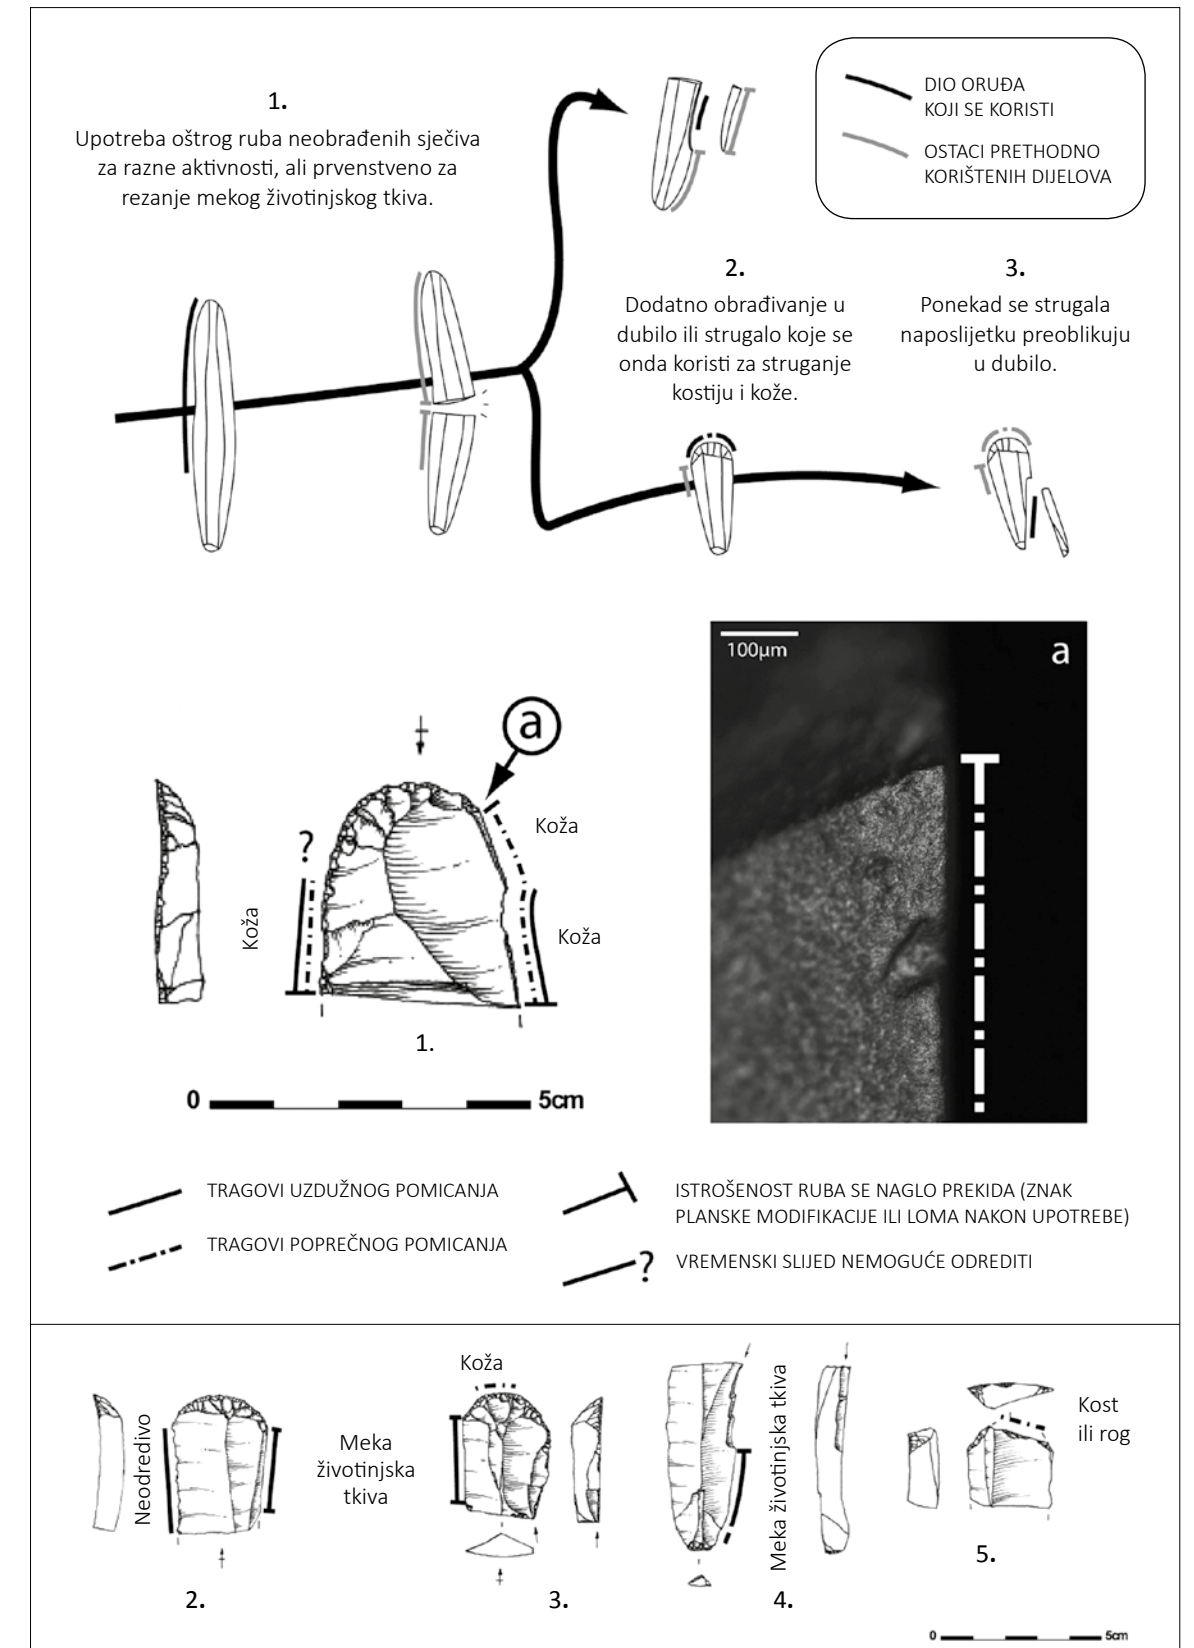 1.
Upotreba oštrog ruba neobrađenih sječiva
za razne aktivnosti, ali prvenstveno za
rezanje mekog životinjskog tkiva.
DIO ORUĐA
KOJI SE KORISTI
OSTACI PRETHODNO
KORIŠTENIH DIJELOVA
2.
Dodatno obrađivanje u
dubilo ili strugalo koje se
onda koristi za struganje
kostiju i kože.
3.
Ponekad se strugala
naposlijetku preoblikuju
u dubilo.
100µm
a
a
Koža
?
Koža
Koža
1.
0 5cm
TRAGOVI UZDUŽNOG POMICANJA
TRAGOVI POPREČNOG POMICANJA
ISTROŠENOST RUBA SE NAGLO PREKIDA (ZNAK
PLANSKE MODIFIKACIJE ILI LOMA NAKON UPOTREBE)
?
VREMENSKI SLIJED NEMOGUĆE ODREDITI
Neodredivo
2.
Meka
životinjska
tkiva
Koža
3.
Meka životinjska tkiva
4.
Kost
ili rog
5.
0 5cm